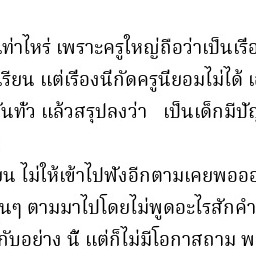 เท่าไหร่ เพราะครูใหญ่ถือว่าเป็นเรื่อ
เรียน แต่เรื่องนี้กัดครูนี่ยอมไม่ได้
ันทั่ว แล้วสรุปลงว่า เป็นเด็กมีปั
ยน ไม่ให้เข้าไปฟังอีกตามเคยพอออ
นๆ ตามมาไปโดยไม่พูดอะไรสักคำ
กับอย่าง นี้ แต่ก็ไม่มีโอกาสถาม พ